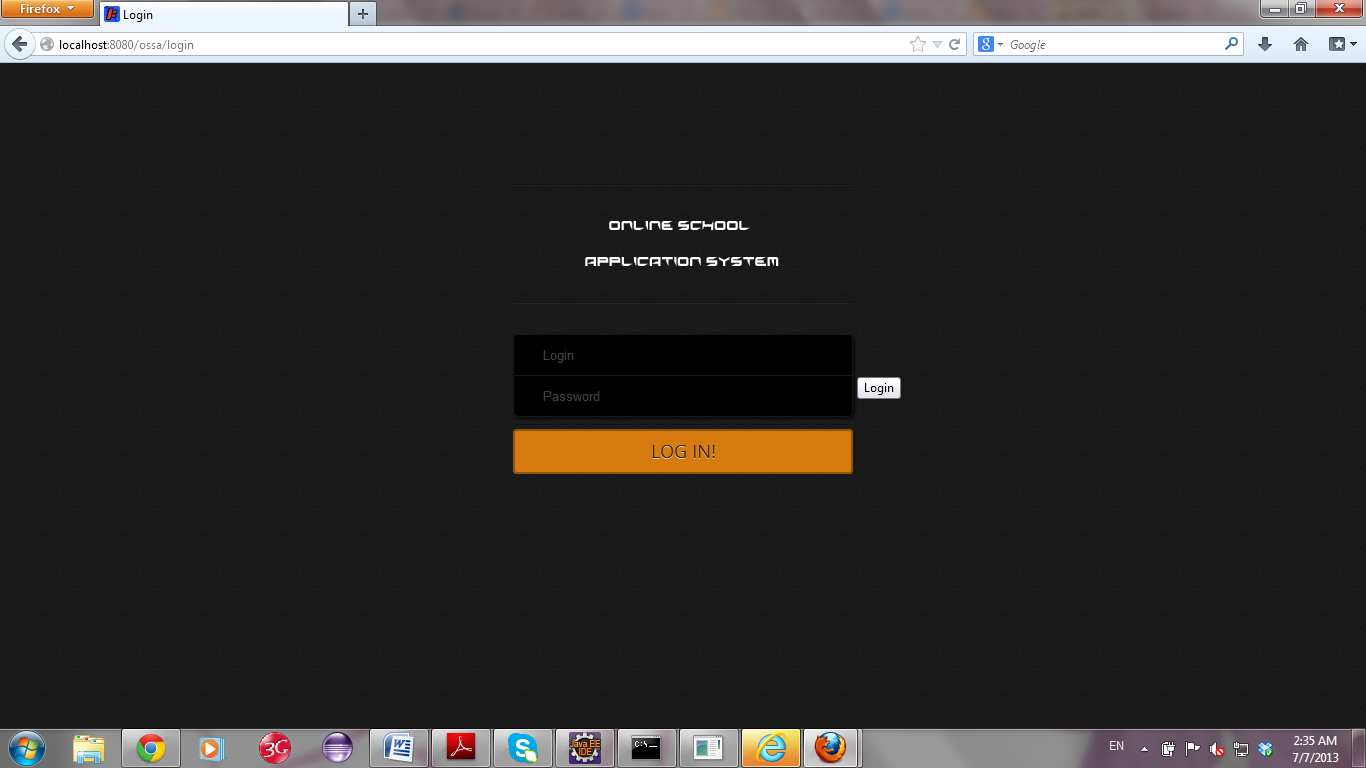 Firefox
Login
localhost:8080/ossa/login
Google
ONLINE SCHOOL
APPLICATION SYSTEM
Login
Password
Login
LOG IN!
3G
Java EE
IDE
C:\
EN
2:35 AM
7/7/2013